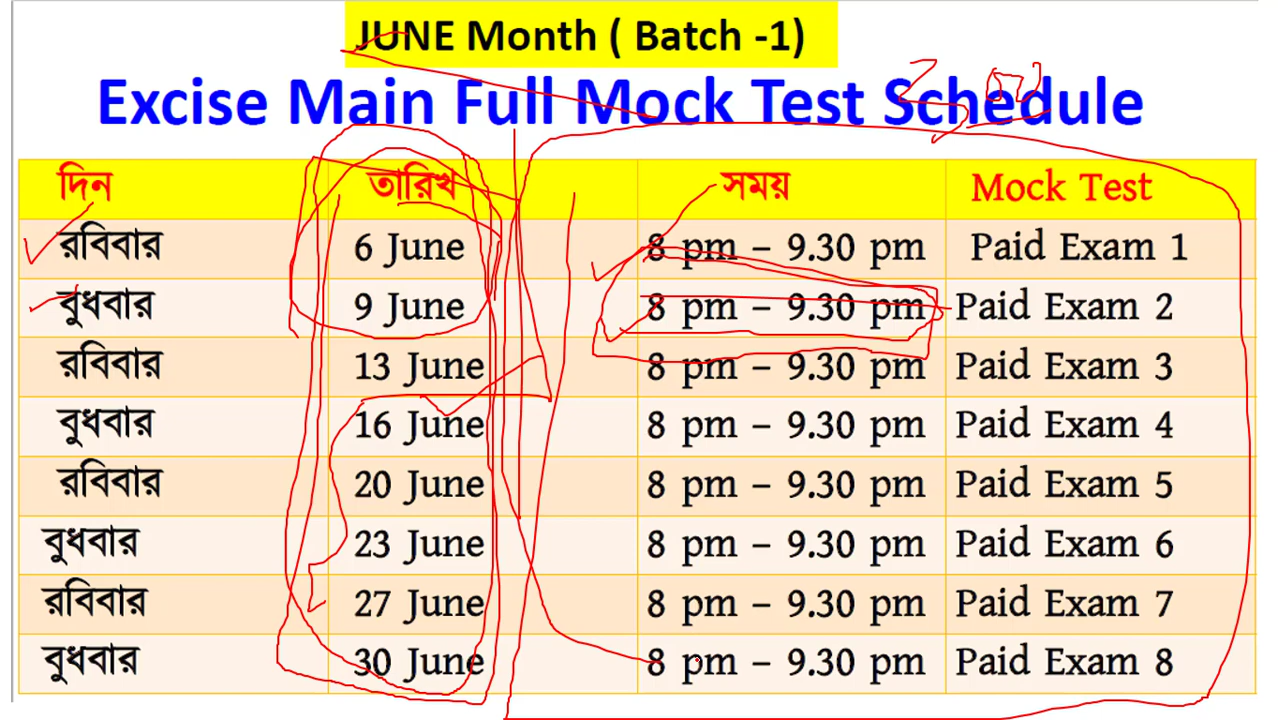 JUNE Month ( Batch -1)
Excise Main Full Mock Test Schedule
দিন তারিখ সময় Mock Test
রবিবার 6 June 8 pm – 9.30 pm Paid Exam 1
বুধবার 9 June 8 pm – 9.30 pm Paid Exam 2
রবিবার 13 June 8 pm – 9.30 pm Paid Exam 3
বুধবার 16 June 8 pm – 9.30 pm Paid Exam 4
রবিবার 20 June 8 pm – 9.30 pm Paid Exam 5
বুধবার 23 June 8 pm – 9.30 pm Paid Exam 6
রবিবার 27 June 8 pm – 9.30 pm Paid Exam 7
বুধবার 30 June 8 pm – 9.30 pm Paid Exam 8